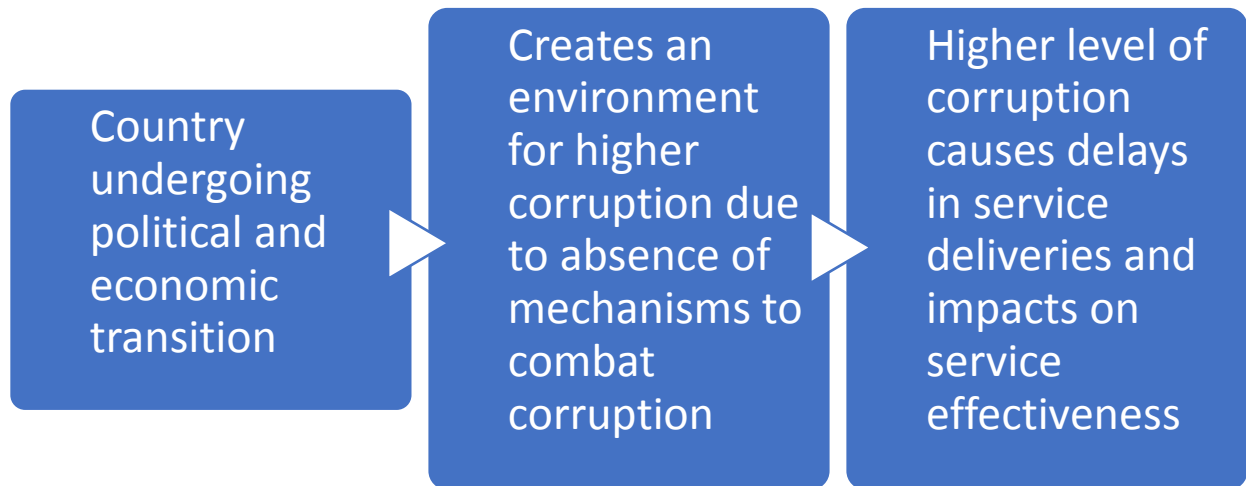 Country
undergoing
political and
economic
transition
Creates an
environment
for higher
corruption due
to absence of
mechanisms to
combat
corruption
Higher level of
corruption
causes delays
in service
deliveries and
impacts on
service
effectiveness